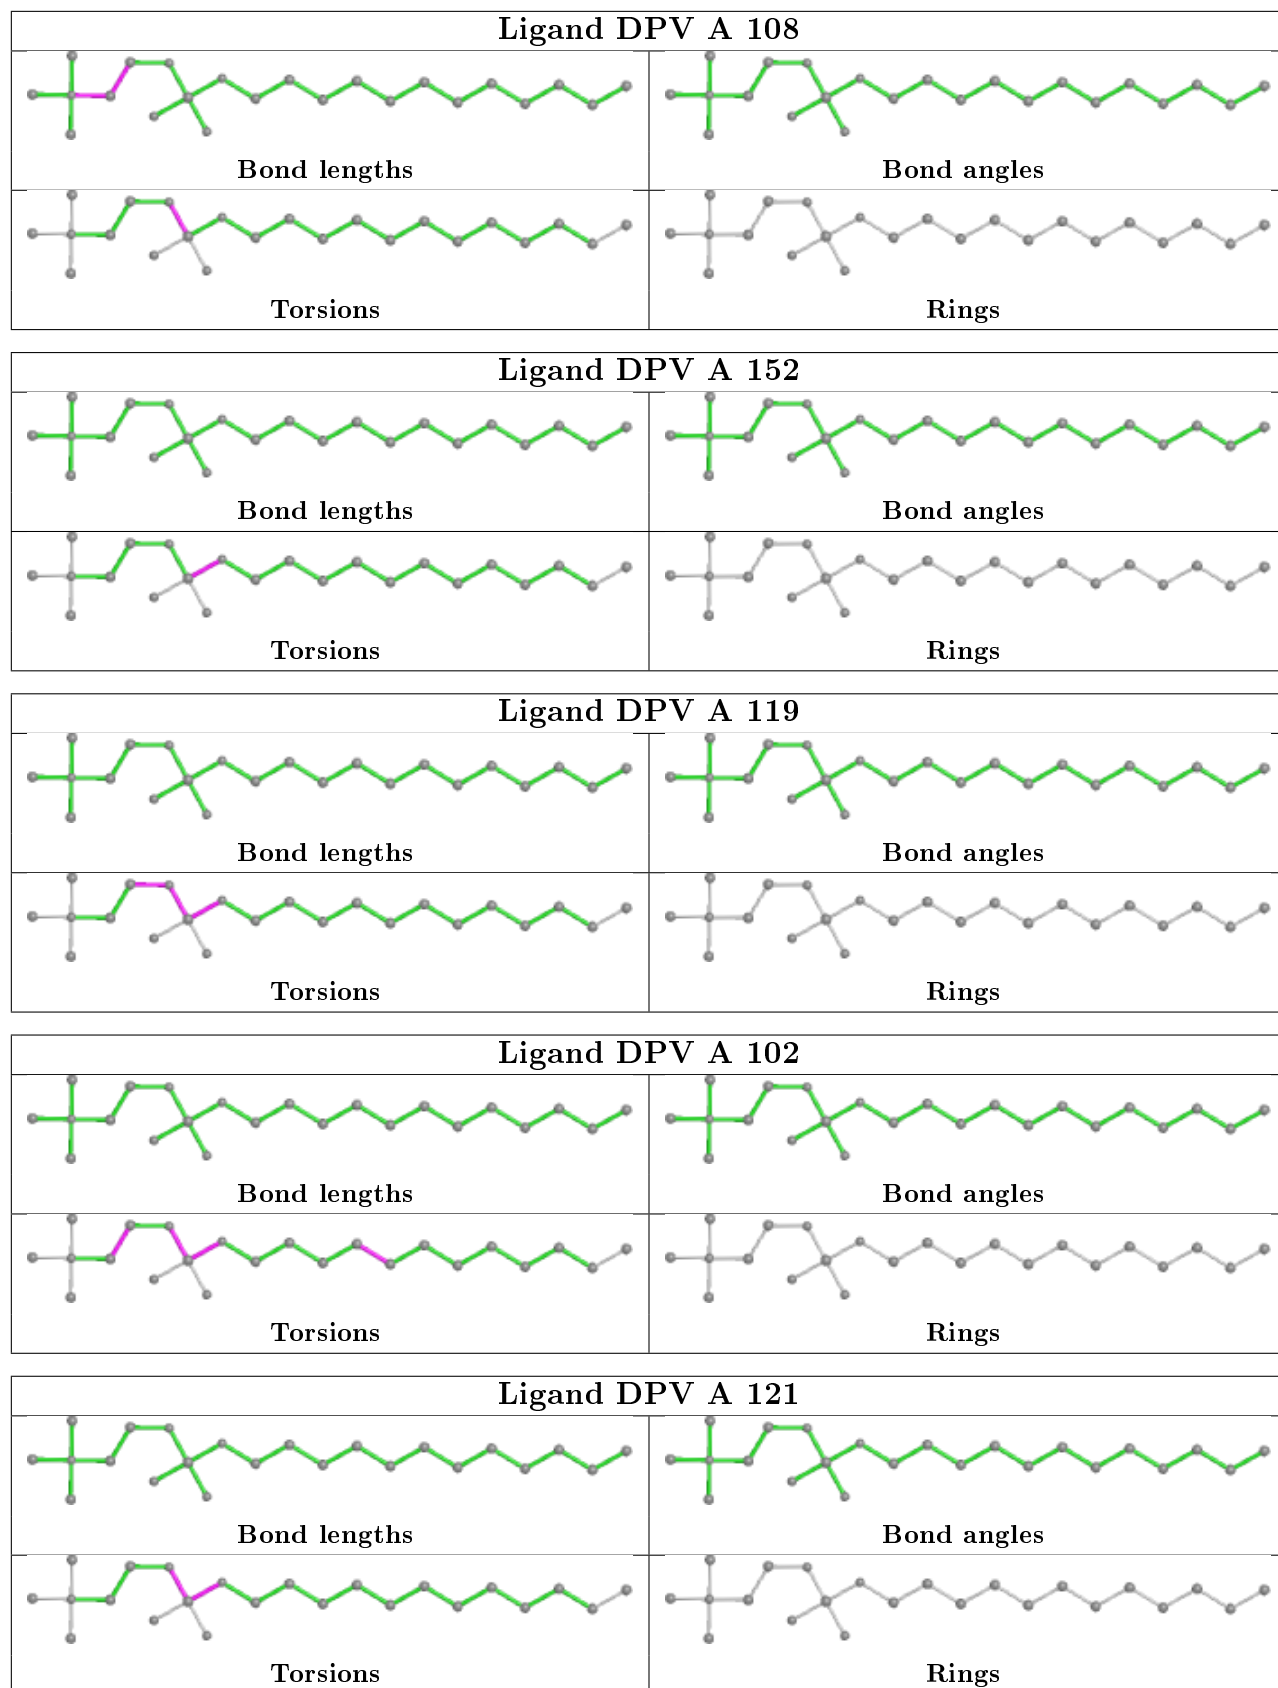 Ligand DPV A 108
Bond lengths
Bond angles
Torsions
Rings
Ligand DPV A 152
Bond lengths
Bond angles
Torsions
Rings
Ligand DPV A 119
Bond lengths
Bond angles
Torsions
Rings
Ligand DPV A 102
Bond lengths
Bond angles
Torsions
Rings
Ligand DPV A 121
Bond lengths
Bond angles
Torsions
Rings